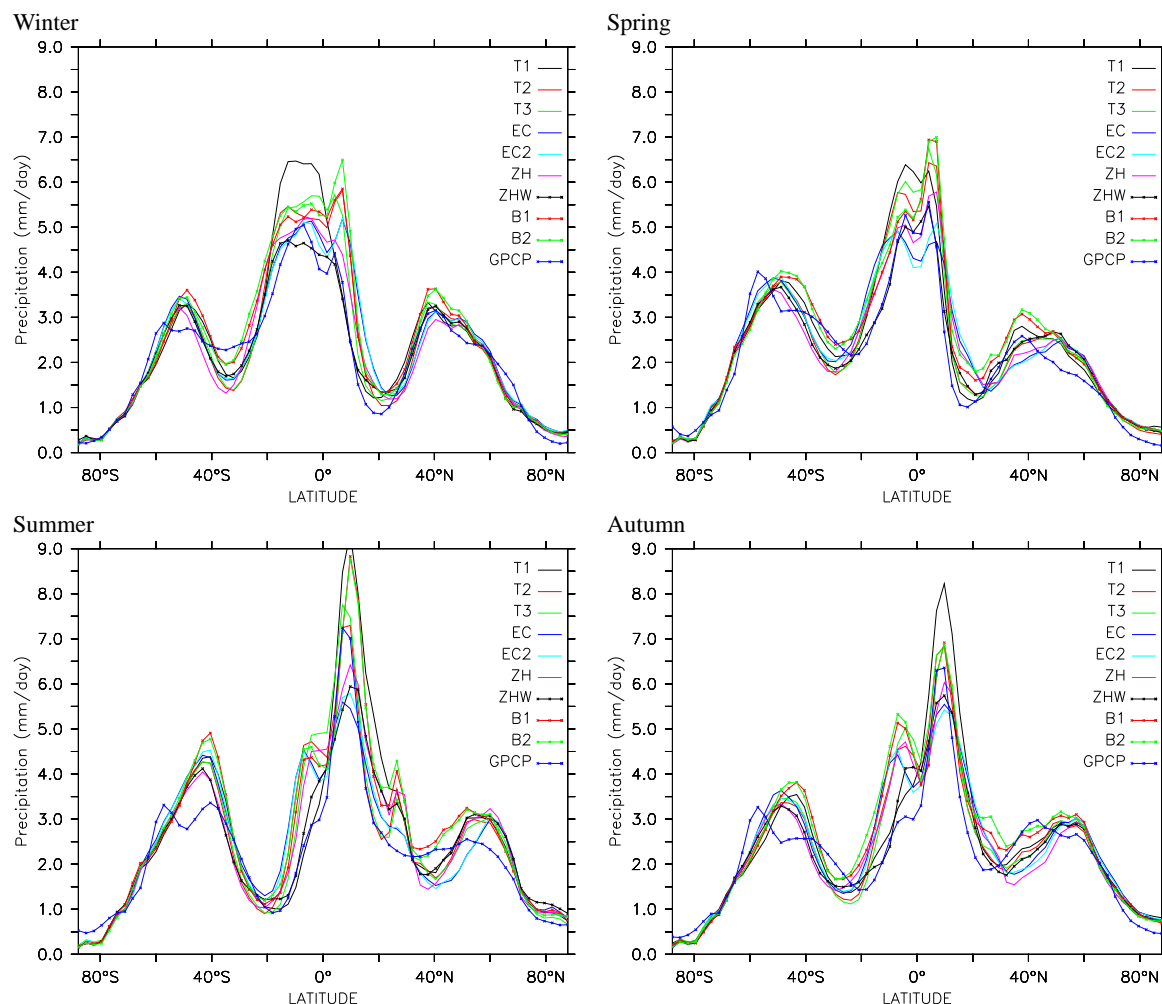 Winter
9.0
8.0
7.0
6.0
5.0
4.0
3.0
2.0
1.0
0.0
Precipitation (mm/day)
T1
T2
T3
EC
EC2
ZH
ZHW
B1
B2
GPCP
80°S 40°S 0° 40°N 80°N
LATITUDE
Spring
9.0
8.0
7.0
6.0
5.0
4.0
3.0
2.0
1.0
0.0
Precipitation (mm/day)
T1
T2
T3
EC
EC2
ZH
ZHW
B1
B2
GPCP
80°S 40°S 0° 40°N 80°N
LATITUDE
Summer
9.0
8.0
7.0
6.0
5.0
4.0
3.0
2.0
1.0
0.0
Precipitation (mm/day)
T1
T2
T3
EC
EC2
ZH
ZHW
B1
B2
GPCP
80°S 40°S 0° 40°N 80°N
LATITUDE
Autumn
9.0
8.0
7.0
6.0
5.0
4.0
3.0
2.0
1.0
0.0
Precipitation (mm/day)
T1
T2
T3
EC
EC2
ZH
ZHW
B1
B2
GPCP
80°S 40°S 0° 40°N 80°N
LATITUDE